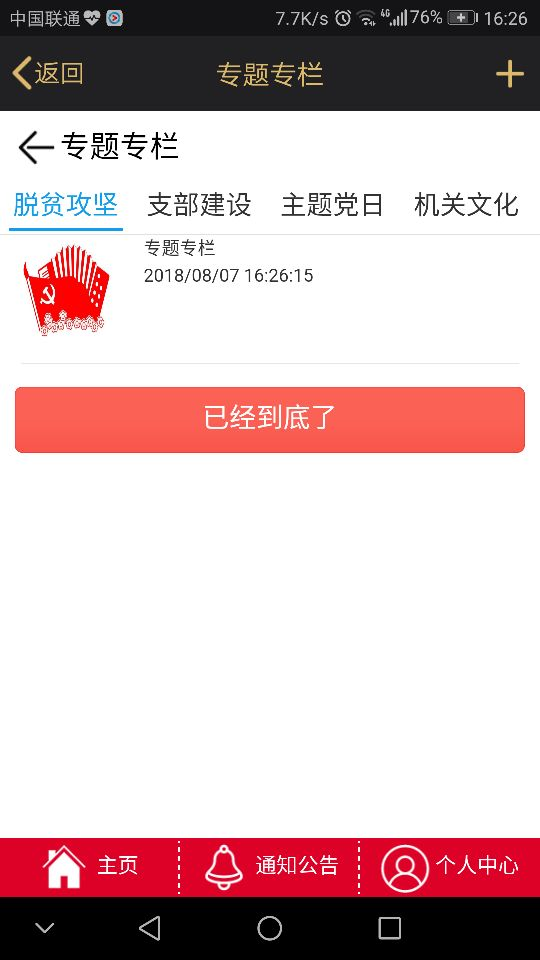 中国联通 7.7K/s 4G 76% 16:26
返回 专题专栏
专题专栏
脱贫攻坚 支部建设 主题党日 机关文化
专题专栏
2018/08/07 16:26:15
已经到底了
主页 通知公告 个人中心